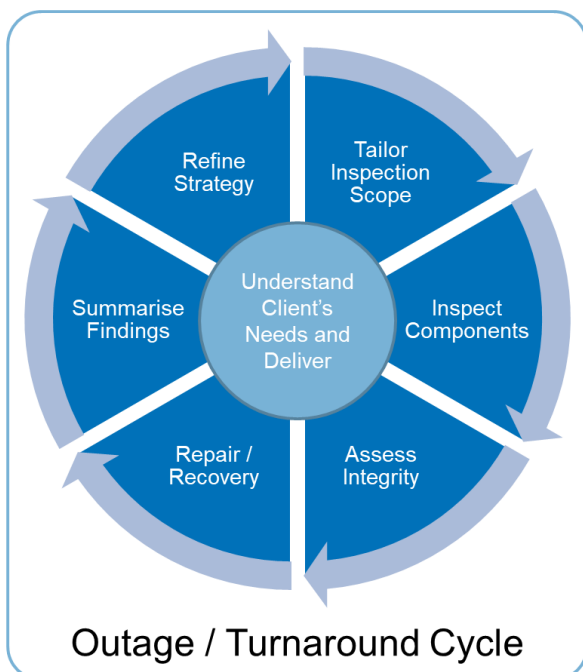 Refine
Strategy
Tailor
Inspection
Scope
Understand
Client's
Needs and
Deliver
Summarise
Findings
Inspect
Components
Repair /
Recovery
Assess
Integrity
Outage / Turnaround Cycle